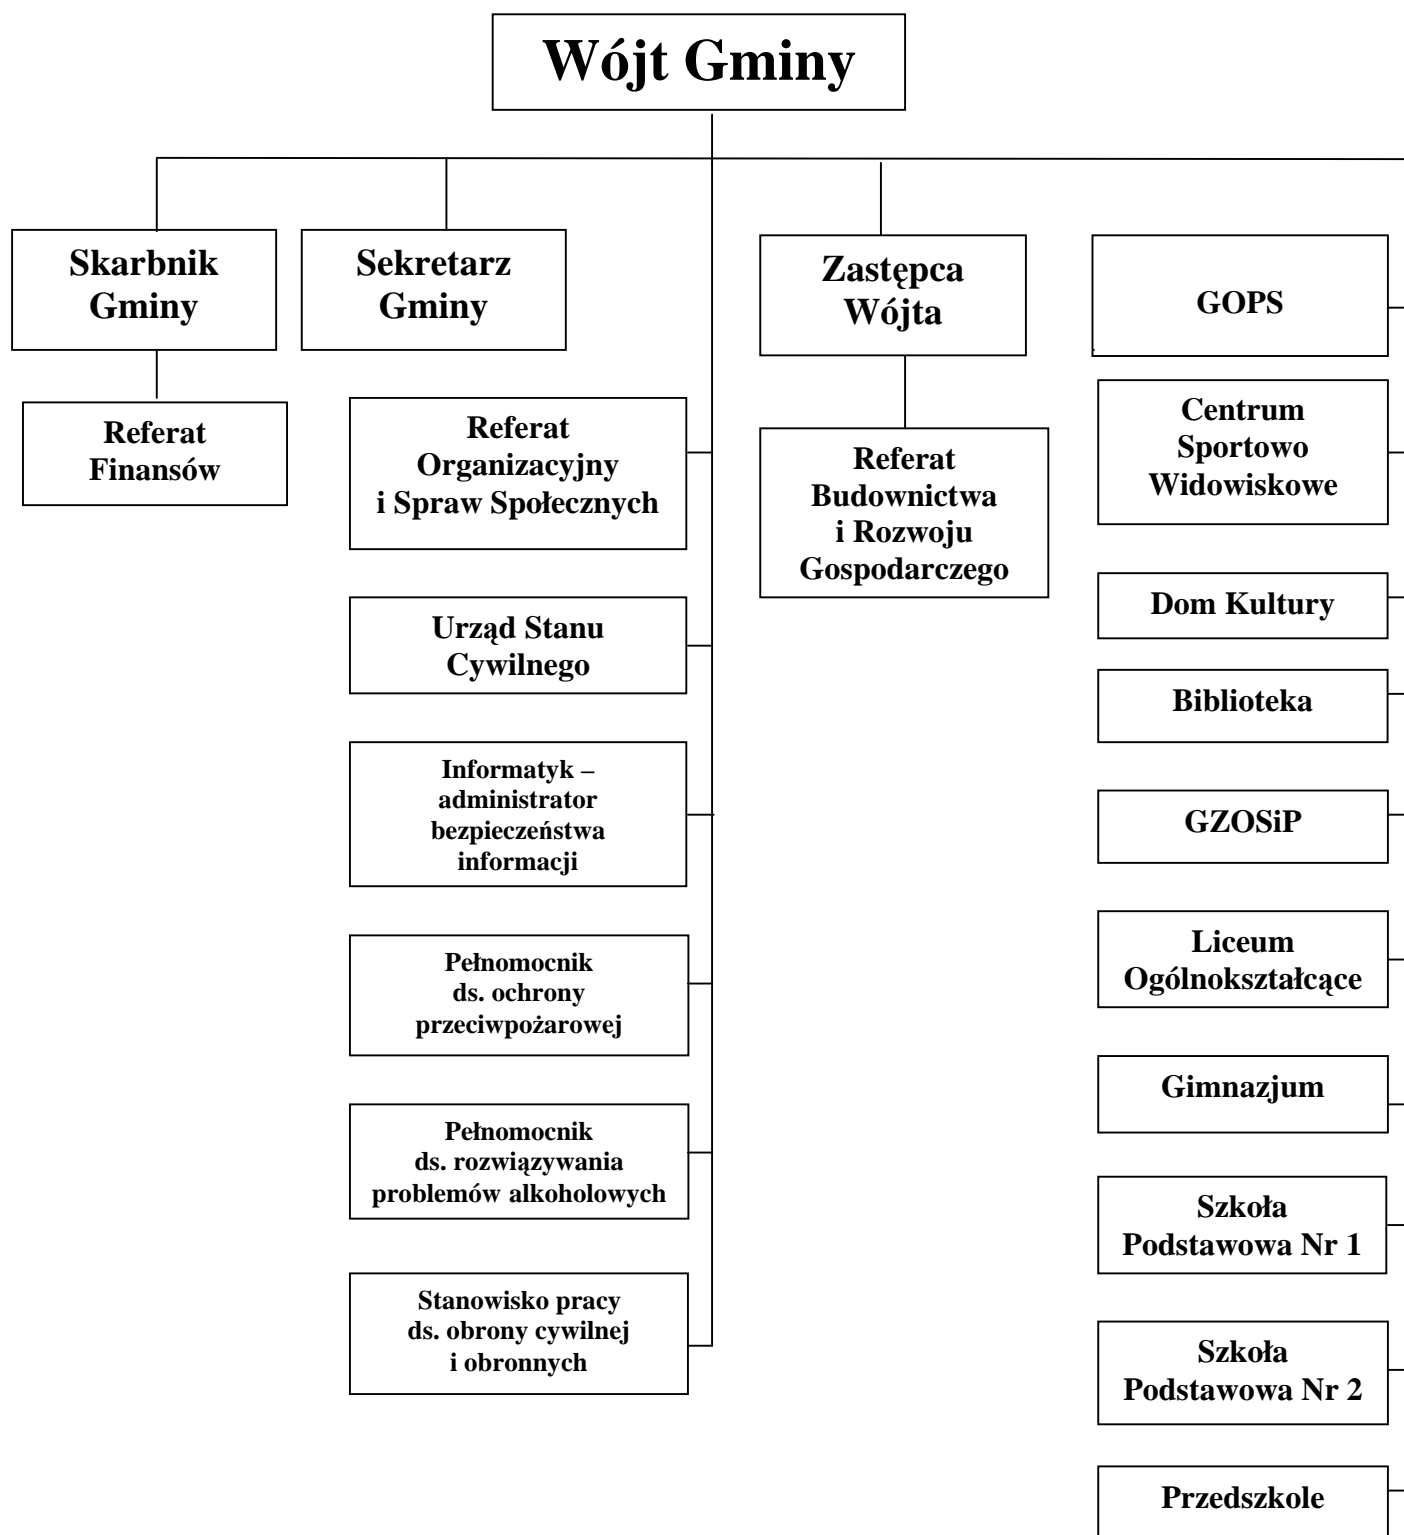 Wójt Gminy
Skarbnik
Gminy
Sekretarz
Gminy
Zastępca
Wójta
GOPS
Referat
Finansów
Referat
Organizacyjny
i Spraw Społecznych
Referat
Budownictwa
i Rozwoju
Gospodarczego
Centrum
Sportowo
Widowiskowe
Urząd Stanu
Cywilnego
Dom Kultury
Biblioteka
Informatyk –
administrator
bezpieczeństwa
informacji
GZOSiP
Pełnomocnik
ds. ochrony
przeciwpożarowej
Liceum
Ogólnokształcące
Gimnazjum
Pełnomocnik
ds. rozwiązywania
problemów alkoholowych
Szkoła
Podstawowa Nr 1
Stanowisko pracy
ds. obrony cywilnej
i obronnych
Szkoła
Podstawowa Nr 2
Przedszkole